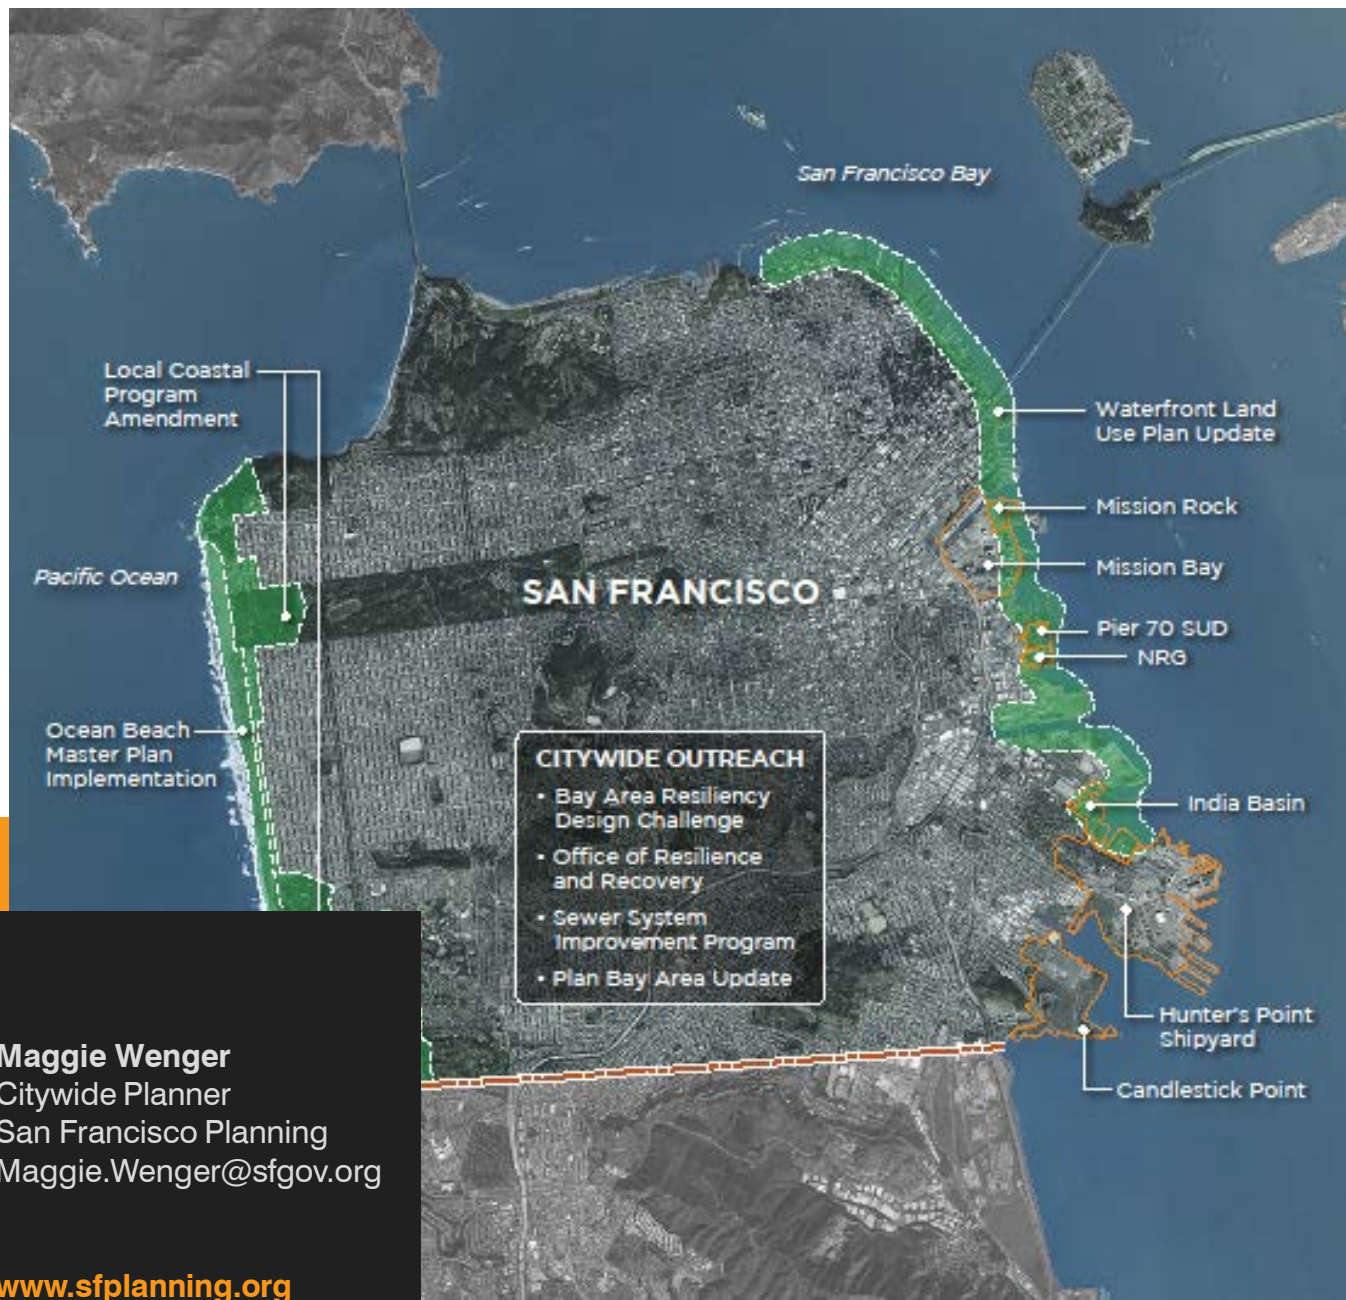 San Francisco Bay
Local Coastal
Program
Amendment
Waterfront Land
Use Plan Update
Mission Rock
Pacific Ocean
SAN FRANCISCO
Mission Bay
Pier 70 SUD
NRG
Ocean Beach
Master Plan
Implementation
CITYWIDE OUTREACH
• Bay Area Resiliency
Design Challenge
• Office of Resilience
and Recovery
• Sewer System
Improvement Program
• Plan Bay Area Update
India Basin
Hunter's Point
Shipyard
Candlestick Point
Maggie Wenger
Citywide Planner
San Francisco Planning
Maggie.Wenger@sfgov.org
www.sfplanning.org